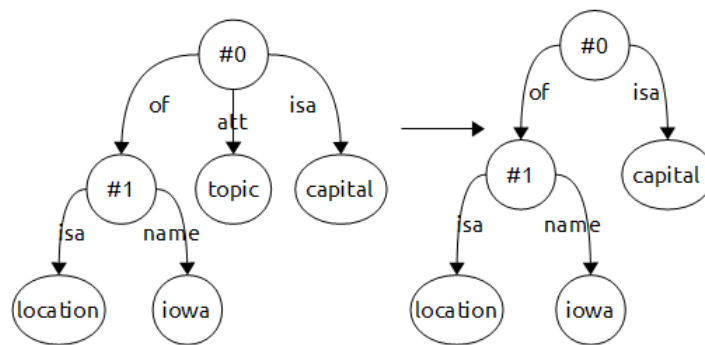 #0
of
att
isa
#1
topic
capital
isa
name
location
iowa
#0
of
isa
#1
capital
isa
name
location
iowa